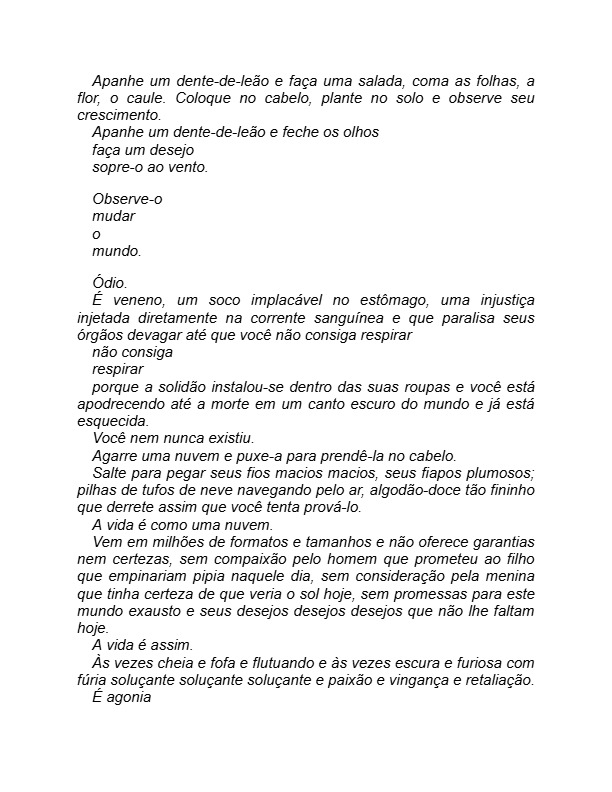 Apanhe um dente-de-leão e faça uma salada, coma as folhas, a
flor, o caule. Coloque no cabelo, plante no solo e observe seu
crescimento.
Apanhe um dente-de-leão e feche os olhos
faça um desejo
sopre-o ao vento.
Observe-o
mudar
o
mundo.
Ódio.
É veneno, um soco implacável no estômago, uma injustiça
injetada diretamente na corrente sanguínea e que paralisa seus
órgãos devagar até que você não consiga respirar
não consiga
respirar
porque a solidão instalou-se dentro das suas roupas e você está
apodrecendo até a morte em um canto escuro do mundo e já está
esquecida.
Você nem nunca existiu.
Agarre uma nuvem e puxe-a para prendê-la no cabelo.
Salte para pegar seus fios macios macios, seus fiapos plumosos;
pilhas de tufos de neve navegando pelo ar, algodão-doce tão fininho
que derrete assim que você tenta prová-lo.
A vida é como uma nuvem.
Vem em milhões de formatos e tamanhos e não oferece garantias
nem certezas, sem compaixão pelo homem que prometeu ao filho
que empinariam pipia naquele dia, sem consideração pela menina
que tinha certeza de que veria o sol hoje, sem promessas para este
mundo exausto e seus desejos desejos desejos que não lhe faltam
hoje.
A vida é assim.
Às vezes cheia e fofa e flutuando e às vezes escura e furiosa com
fúria soluçante soluçante soluçante e paixão e vingança e retaliação.
É agonia